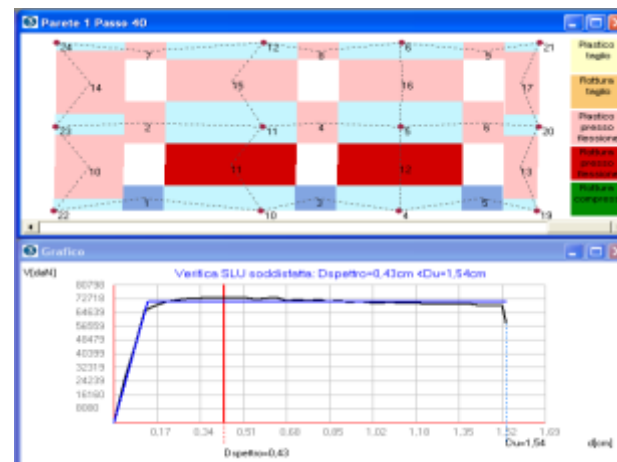 Parete 1 Passo 40
24 7 12 8 6 9 21
14 15 16 17
23 2 11 4 5 6 20
10 11 12 13
1 3 5
22 10 4 19
Plastico
taglio
Rottura
taglio
Plastico
presso
flessione
Rottura
presso
flessione
Rottura
compress
Grafico
V[daN]
Verifica SLU soddisfatta: Dspettro=0,43cm <Du=1,54cm
80798
72718
64639
56559
48479
40399
32319
24239
16160
8080
0,17 0,34 0,51 0,68 0,85 1,02 1,18 1,35 1,52 1,63
Dspettro=0,43
Du=1,54
d[cm]